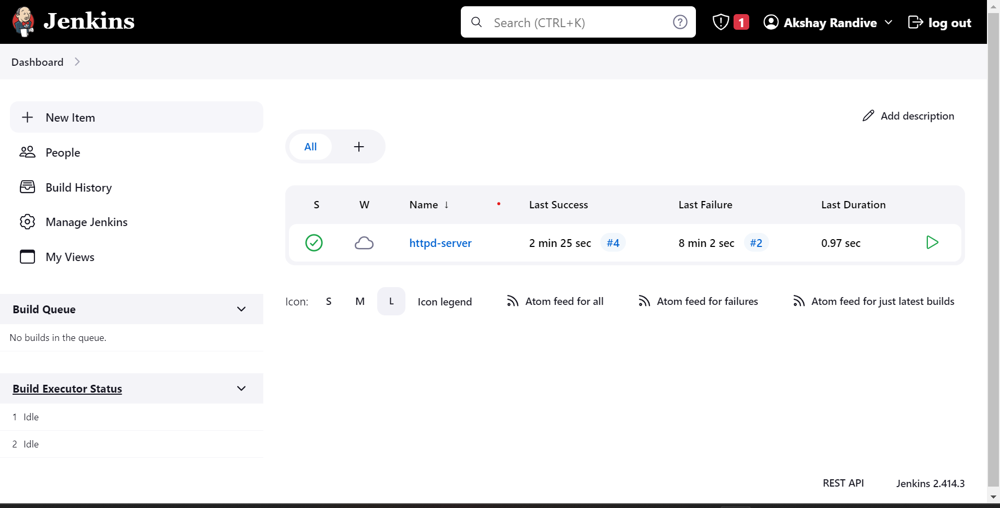 Jenkins
Search (CTRL+K)
1
Akshay Randive
log out
Dashboard
New Item
People
Build History
Manage Jenkins
My Views
Build Queue
No builds in the queue.
Build Executor Status
1 Idle
2 Idle
Add description
All
S W Name ↓ Last Success Last Failure Last Duration
httpd-server 2 min 25 sec #4 8 min 2 sec #2 0.97 sec
Icon: S M L Icon legend Atom feed for all Atom feed for failures Atom feed for just latest builds
REST API Jenkins 2.414.3